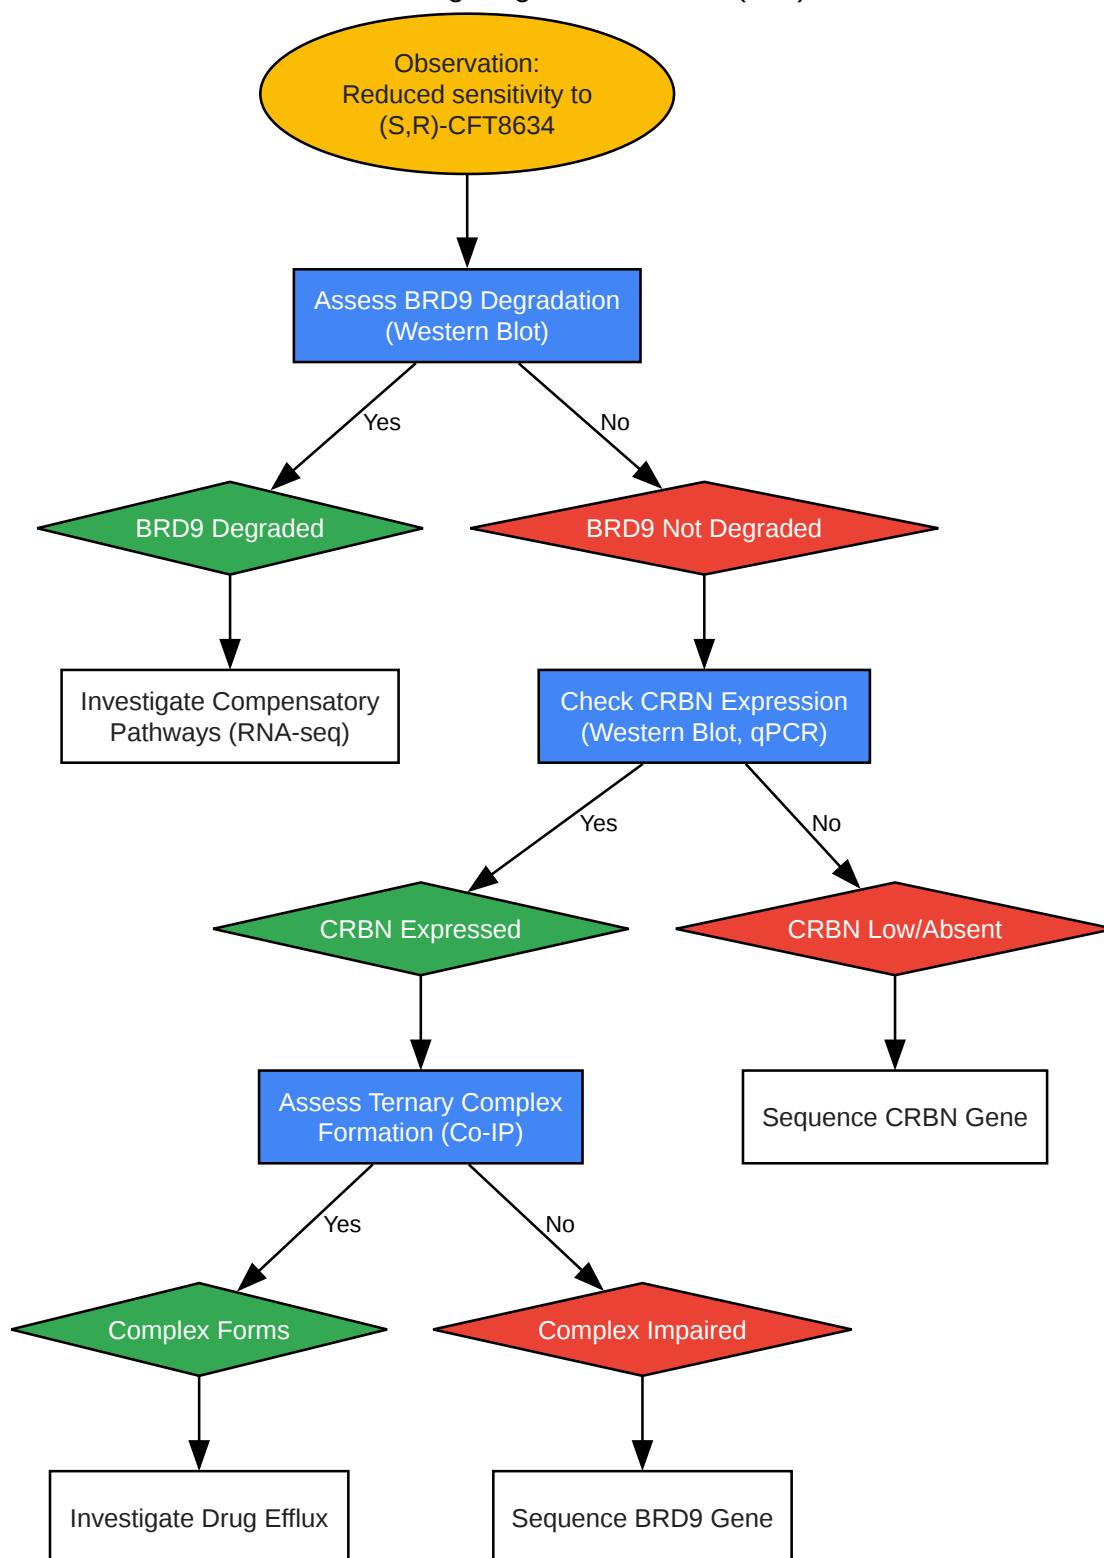 Observation:
Reduced sensitivity to
(S,R)-CFT8634
Assess BRD9 Degradation
(Western Blot)
Yes
No
BRD9 Degraded
BRD9 Not Degraded
Investigate Compensatory
Pathways (RNA-seq)
Check CRBN Expression
(Western Blot, qPCR)
Yes
No
CRBN Expressed
CRBN Low/Absent
Assess Ternary Complex
Formation (Co-IP)
Sequence CRBN Gene
Yes
No
Complex Forms
Complex Impaired
Investigate Drug Efflux
Sequence BRD9 Gene